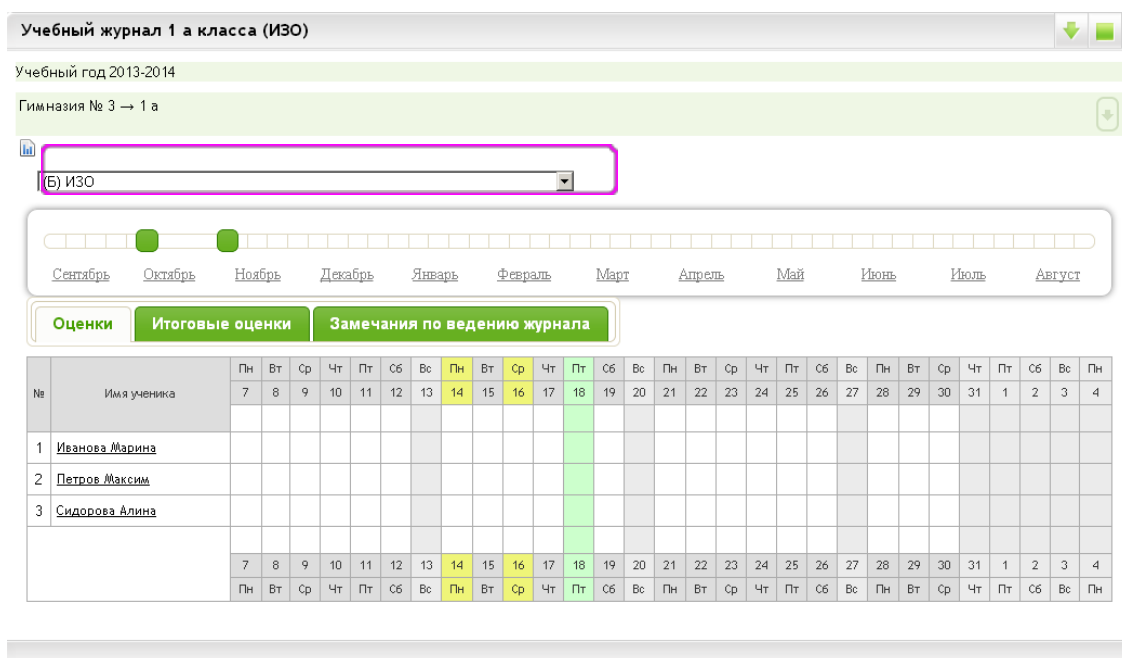 Учебный журнал 1 а класса (ИЗО)
Учебный год 2013-2014
Гимназия № 3 → 1 а
(Б) ИЗО
Сентябрь Октябрь Ноябрь Декабрь Январь Февраль Март Апрель Май Июнь Июль Август
Оценки Итоговые оценки Замечания по ведению журнала
Пн Вт Ср Чт Пт Сб Вс Пн Вт Ср Чт Пт Сб Вс Пн Вт Ср Чт Пт Сб Вс Пн Вт Ср Чт Пт Сб Вс Пн
№ Имя ученика 7 8 9 10 11 12 13 14 15 16 17 18 19 20 21 22 23 24 25 26 27 28 29 30 31 1 2 3 4
1 Иванова Марина
2 Петров Максим
3 Сидорова Алина
7 8 9 10 11 12 13 14 15 16 17 18 19 20 21 22 23 24 25 26 27 28 29 30 31 1 2 3 4
Пн Вт Ср Чт Пт Сб Вс Пн Вт Ср Чт Пт Сб Вс Пн Вт Ср Чт Пт Сб Вс Пн Вт Ср Чт Пт Сб Вс Пн